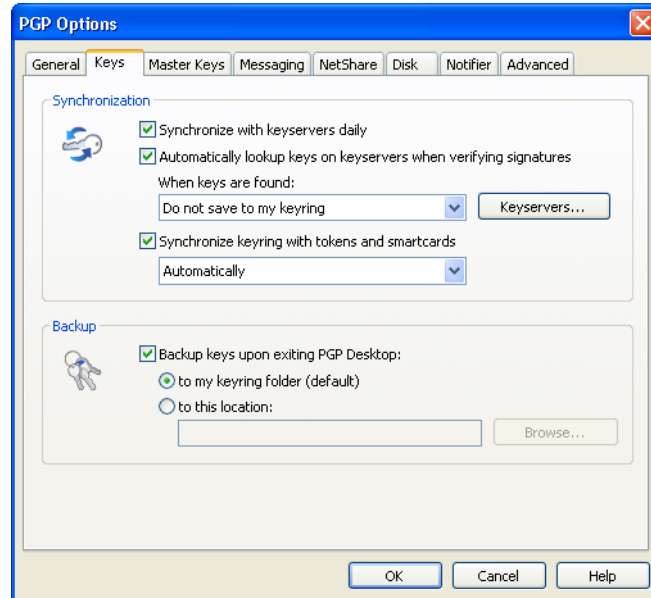 PGP Options
General Keys Master Keys Messaging NetShare Disk Notifier Advanced
Synchronization
Synchronize with keyservers daily
Automatically lookup keys on keyservers when verifying signatures
When keys are found:
Do not save to my keyring Keyservers...
Synchronize keyring with tokens and smartcards
Automatically
Backup
Backup keys upon exiting PGP Desktop:
to my keyring folder (default)
to this location:
Browse...
OK Cancel Help